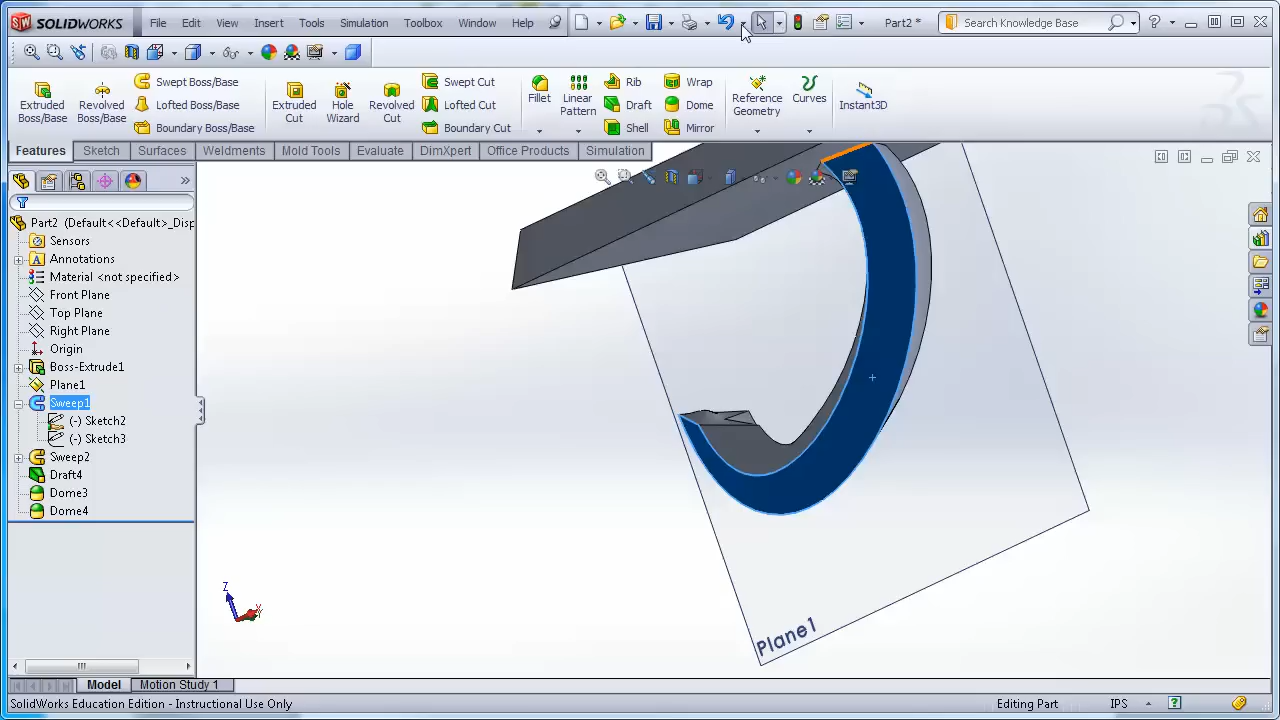 SOLIDWORKS File Edit View Insert Tools Simulation Toolbox Window Help Part2 * Search Knowledge Base ?
Extruded Boss/Base
Revolved Boss/Base
Swept Boss/Base
Lofted Boss/Base
Boundary Boss/Base
Extruded Cut
Hole Wizard
Revolved Cut
Swept Cut
Lofted Cut
Boundary Cut
Fillet
Linear Pattern
Rib
Draft
Shell
Wrap
Dome
Mirror
Reference Geometry
Curves
Instant3D
Features Sketch Surfaces Weldments Mold Tools Evaluate DimXpert Office Products Simulation
Part2 (Default<<Default>_Disp
Sensors
Annotations
Material <not specified>
Front Plane
Top Plane
Right Plane
Origin
Boss-Extrude1
Plane1
Sweep1
(-) Sketch2
(-) Sketch3
Sweep2
Draft4
Dome3
Dome4
Z
Plane1
Model Motion Study 1
SolidWorks Education Edition - Instructional Use Only Editing Part IPS ?